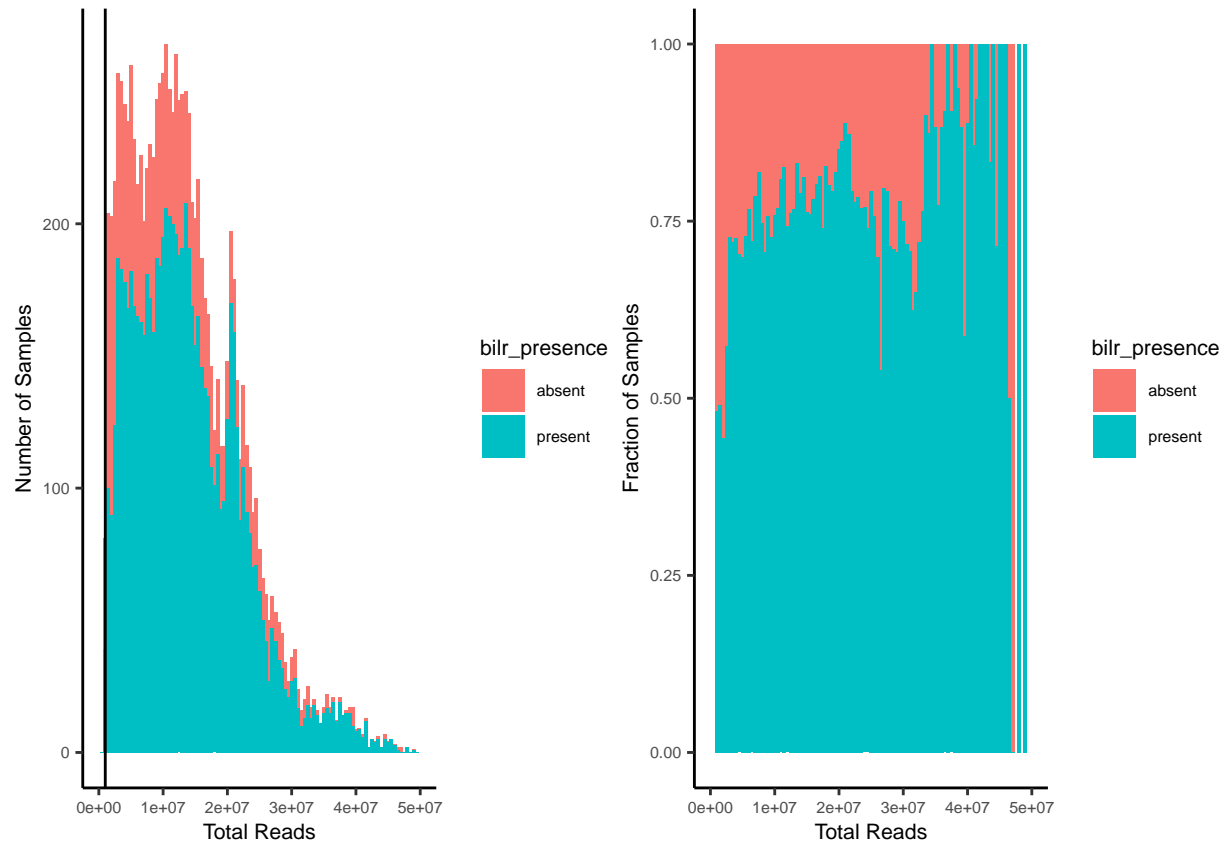 Number of Samples
200
100
0
0e+00 1e+07 2e+07 3e+07 4e+07 5e+07
Total Reads
bilr_presence
absent
present
Fraction of Samples
1.00
0.75
0.50
0.25
0.00
0e+00 1e+07 2e+07 3e+07 4e+07 5e+07
Total Reads
bilr_presence
absent
present